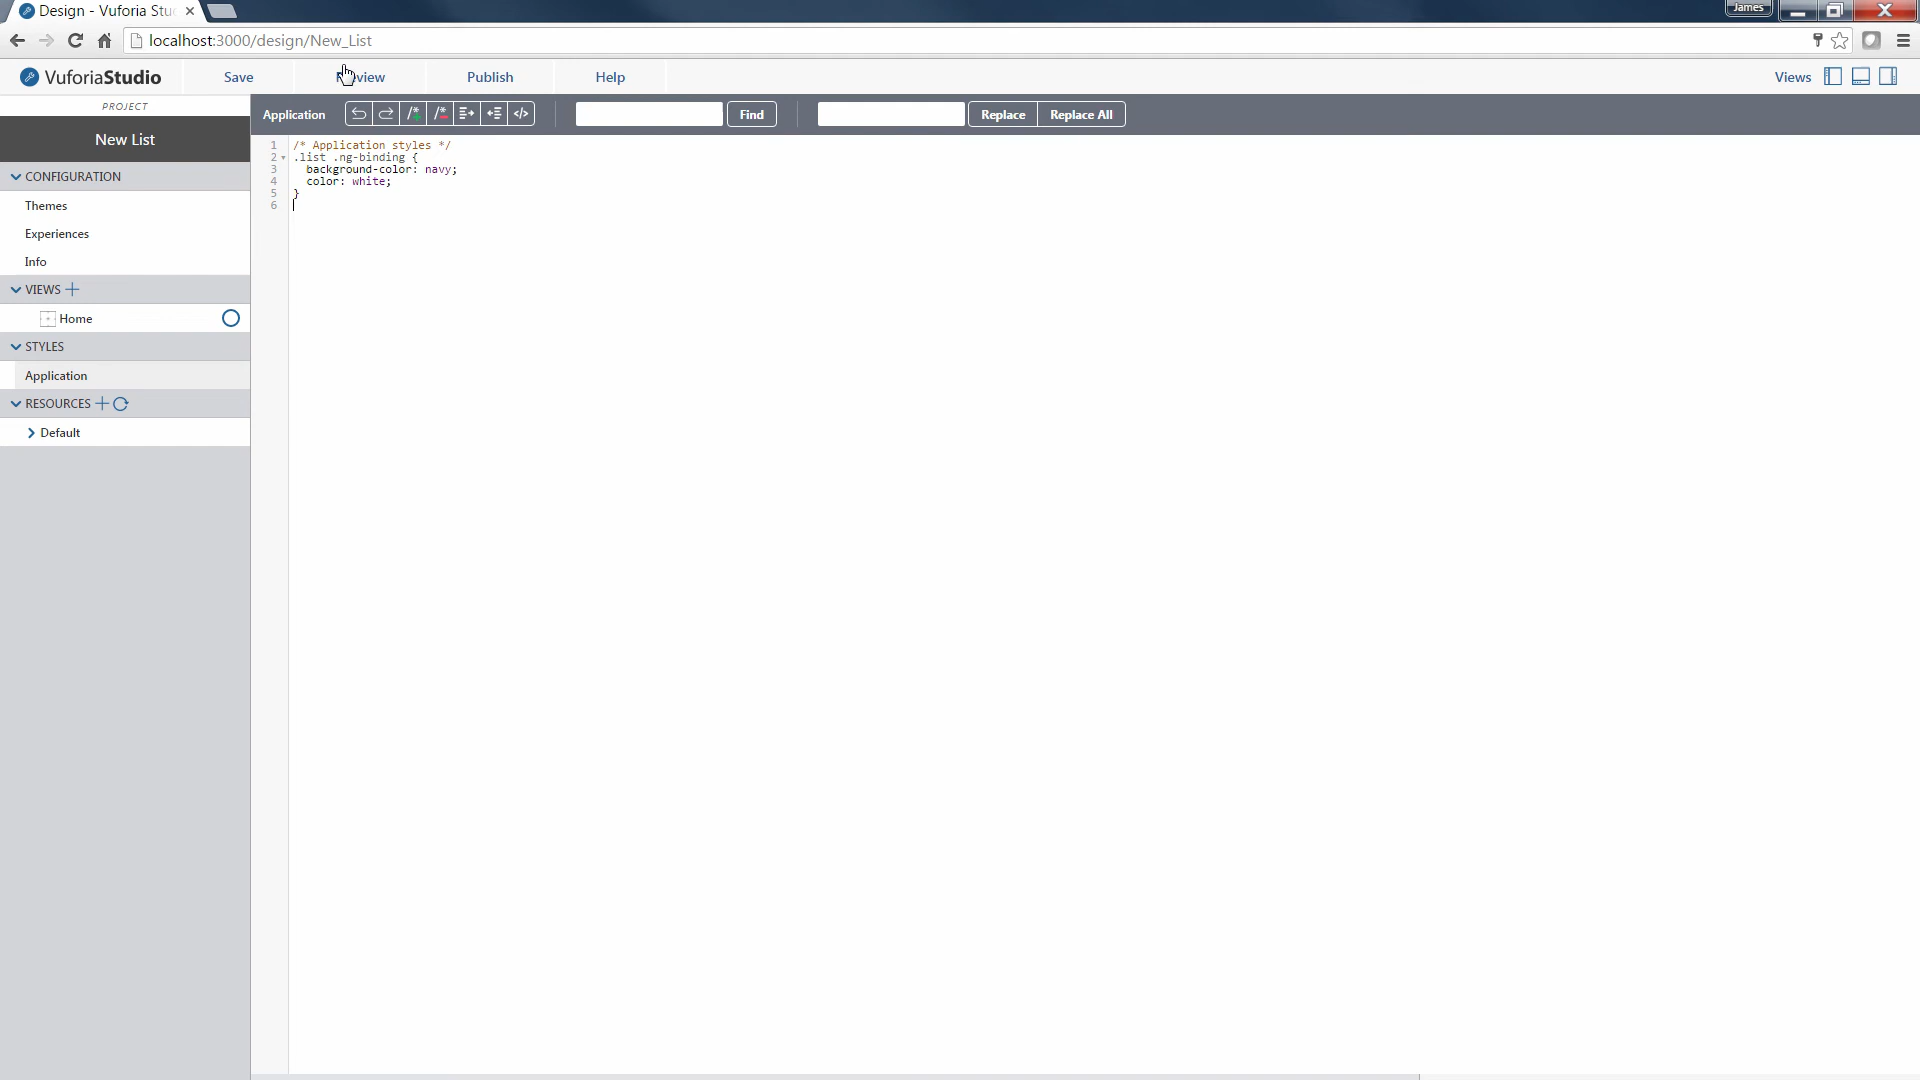 Design - Vuforia Stu
James
localhost:3000/design/New_List
VuforiaStudio
Save
Publish
Help
Views
PROJECT
New List
Application
Find
Replace
Replace All
CONFIGURATION
Themes
Experiences
Info
VIEWS
Home
STYLES
Application
RESOURCES
Default
1 /* Application styles */
2 .list .ng-binding {
3 background-color: navy;
4 color: white;
5 }
6